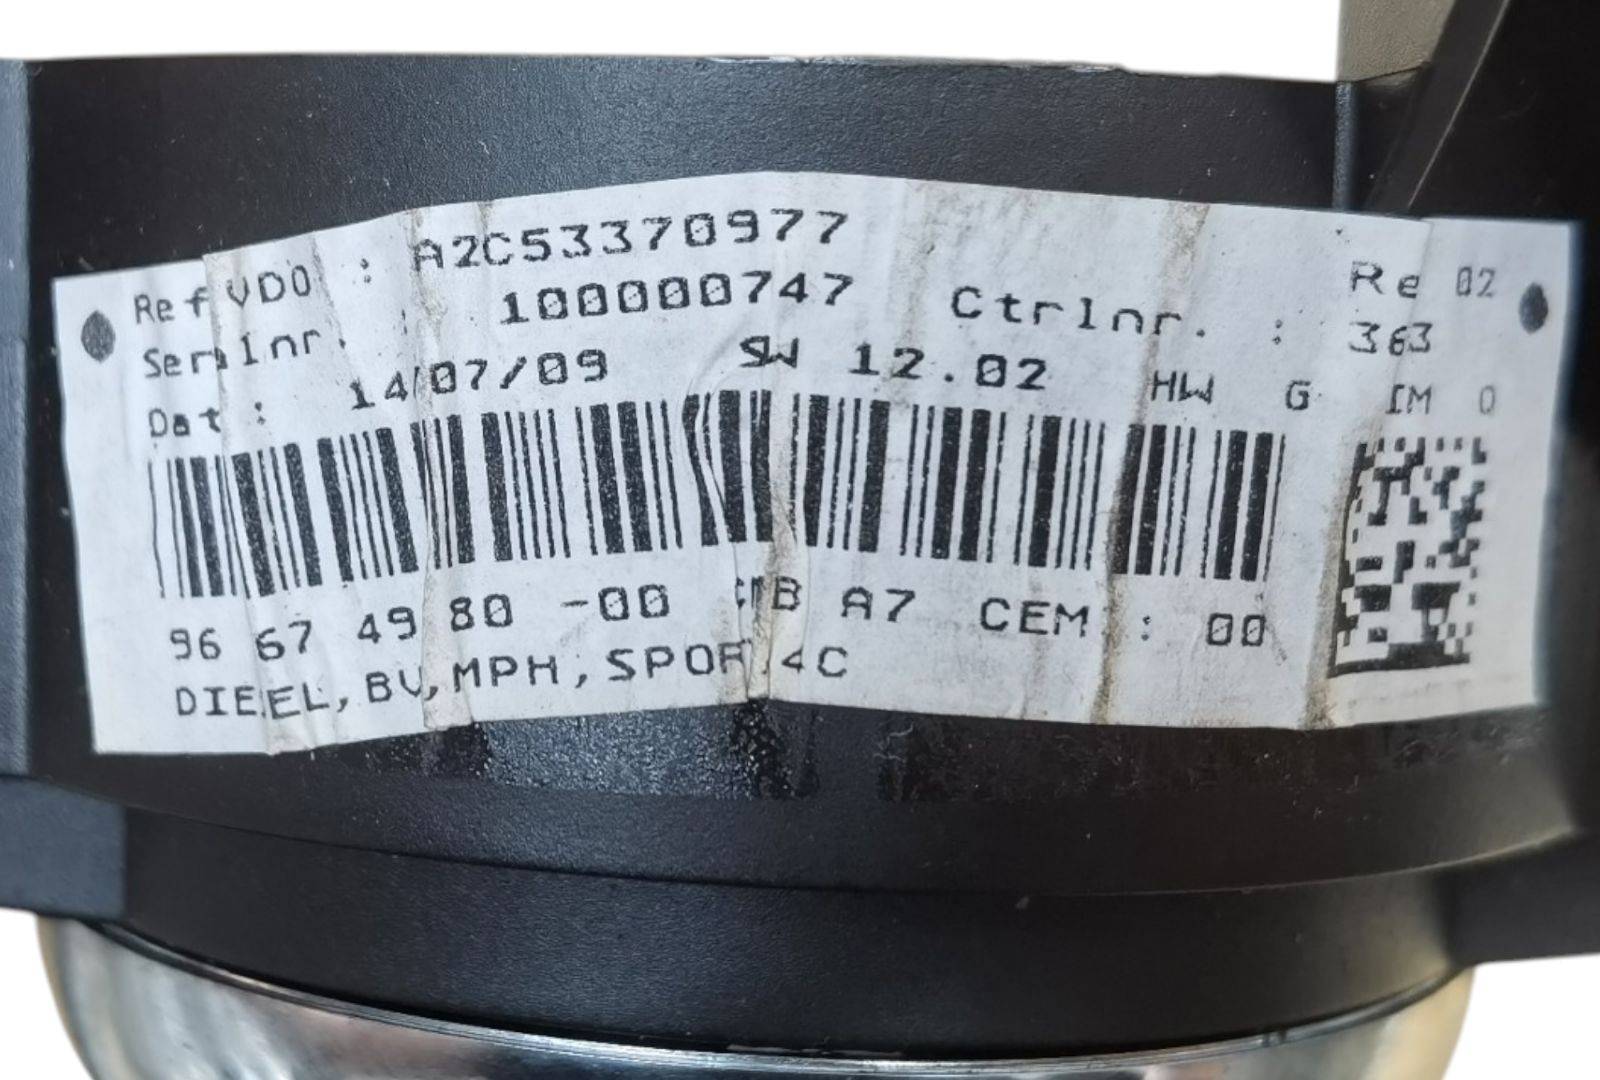 Ref VDO : A2C53370977 Re 02
Serlnr. : 100000747 Ctrlnr. : 363
Dat : 14/07/09 SW 12.02 HW G IM 0
96 67 49 80 -00 A7 CEM : 00
DIESEL, BV, MPH, SPORT 4C